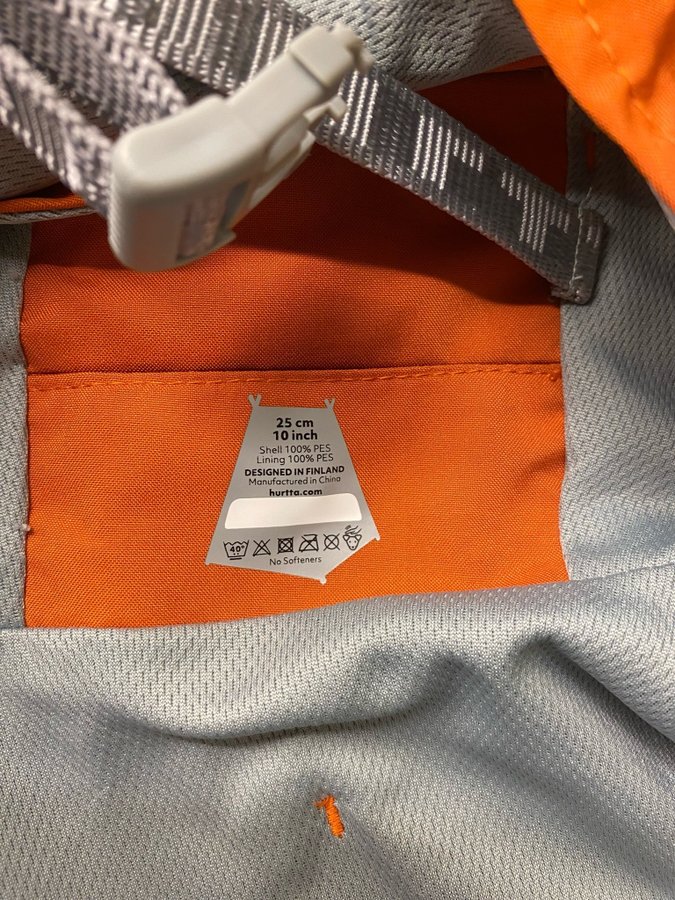 25 cm
10 inch
Shell 100% PES
Lining 100% PES
DESIGNED IN FINLAND
Manufactured in China
hurtta.com
40°
No Softeners